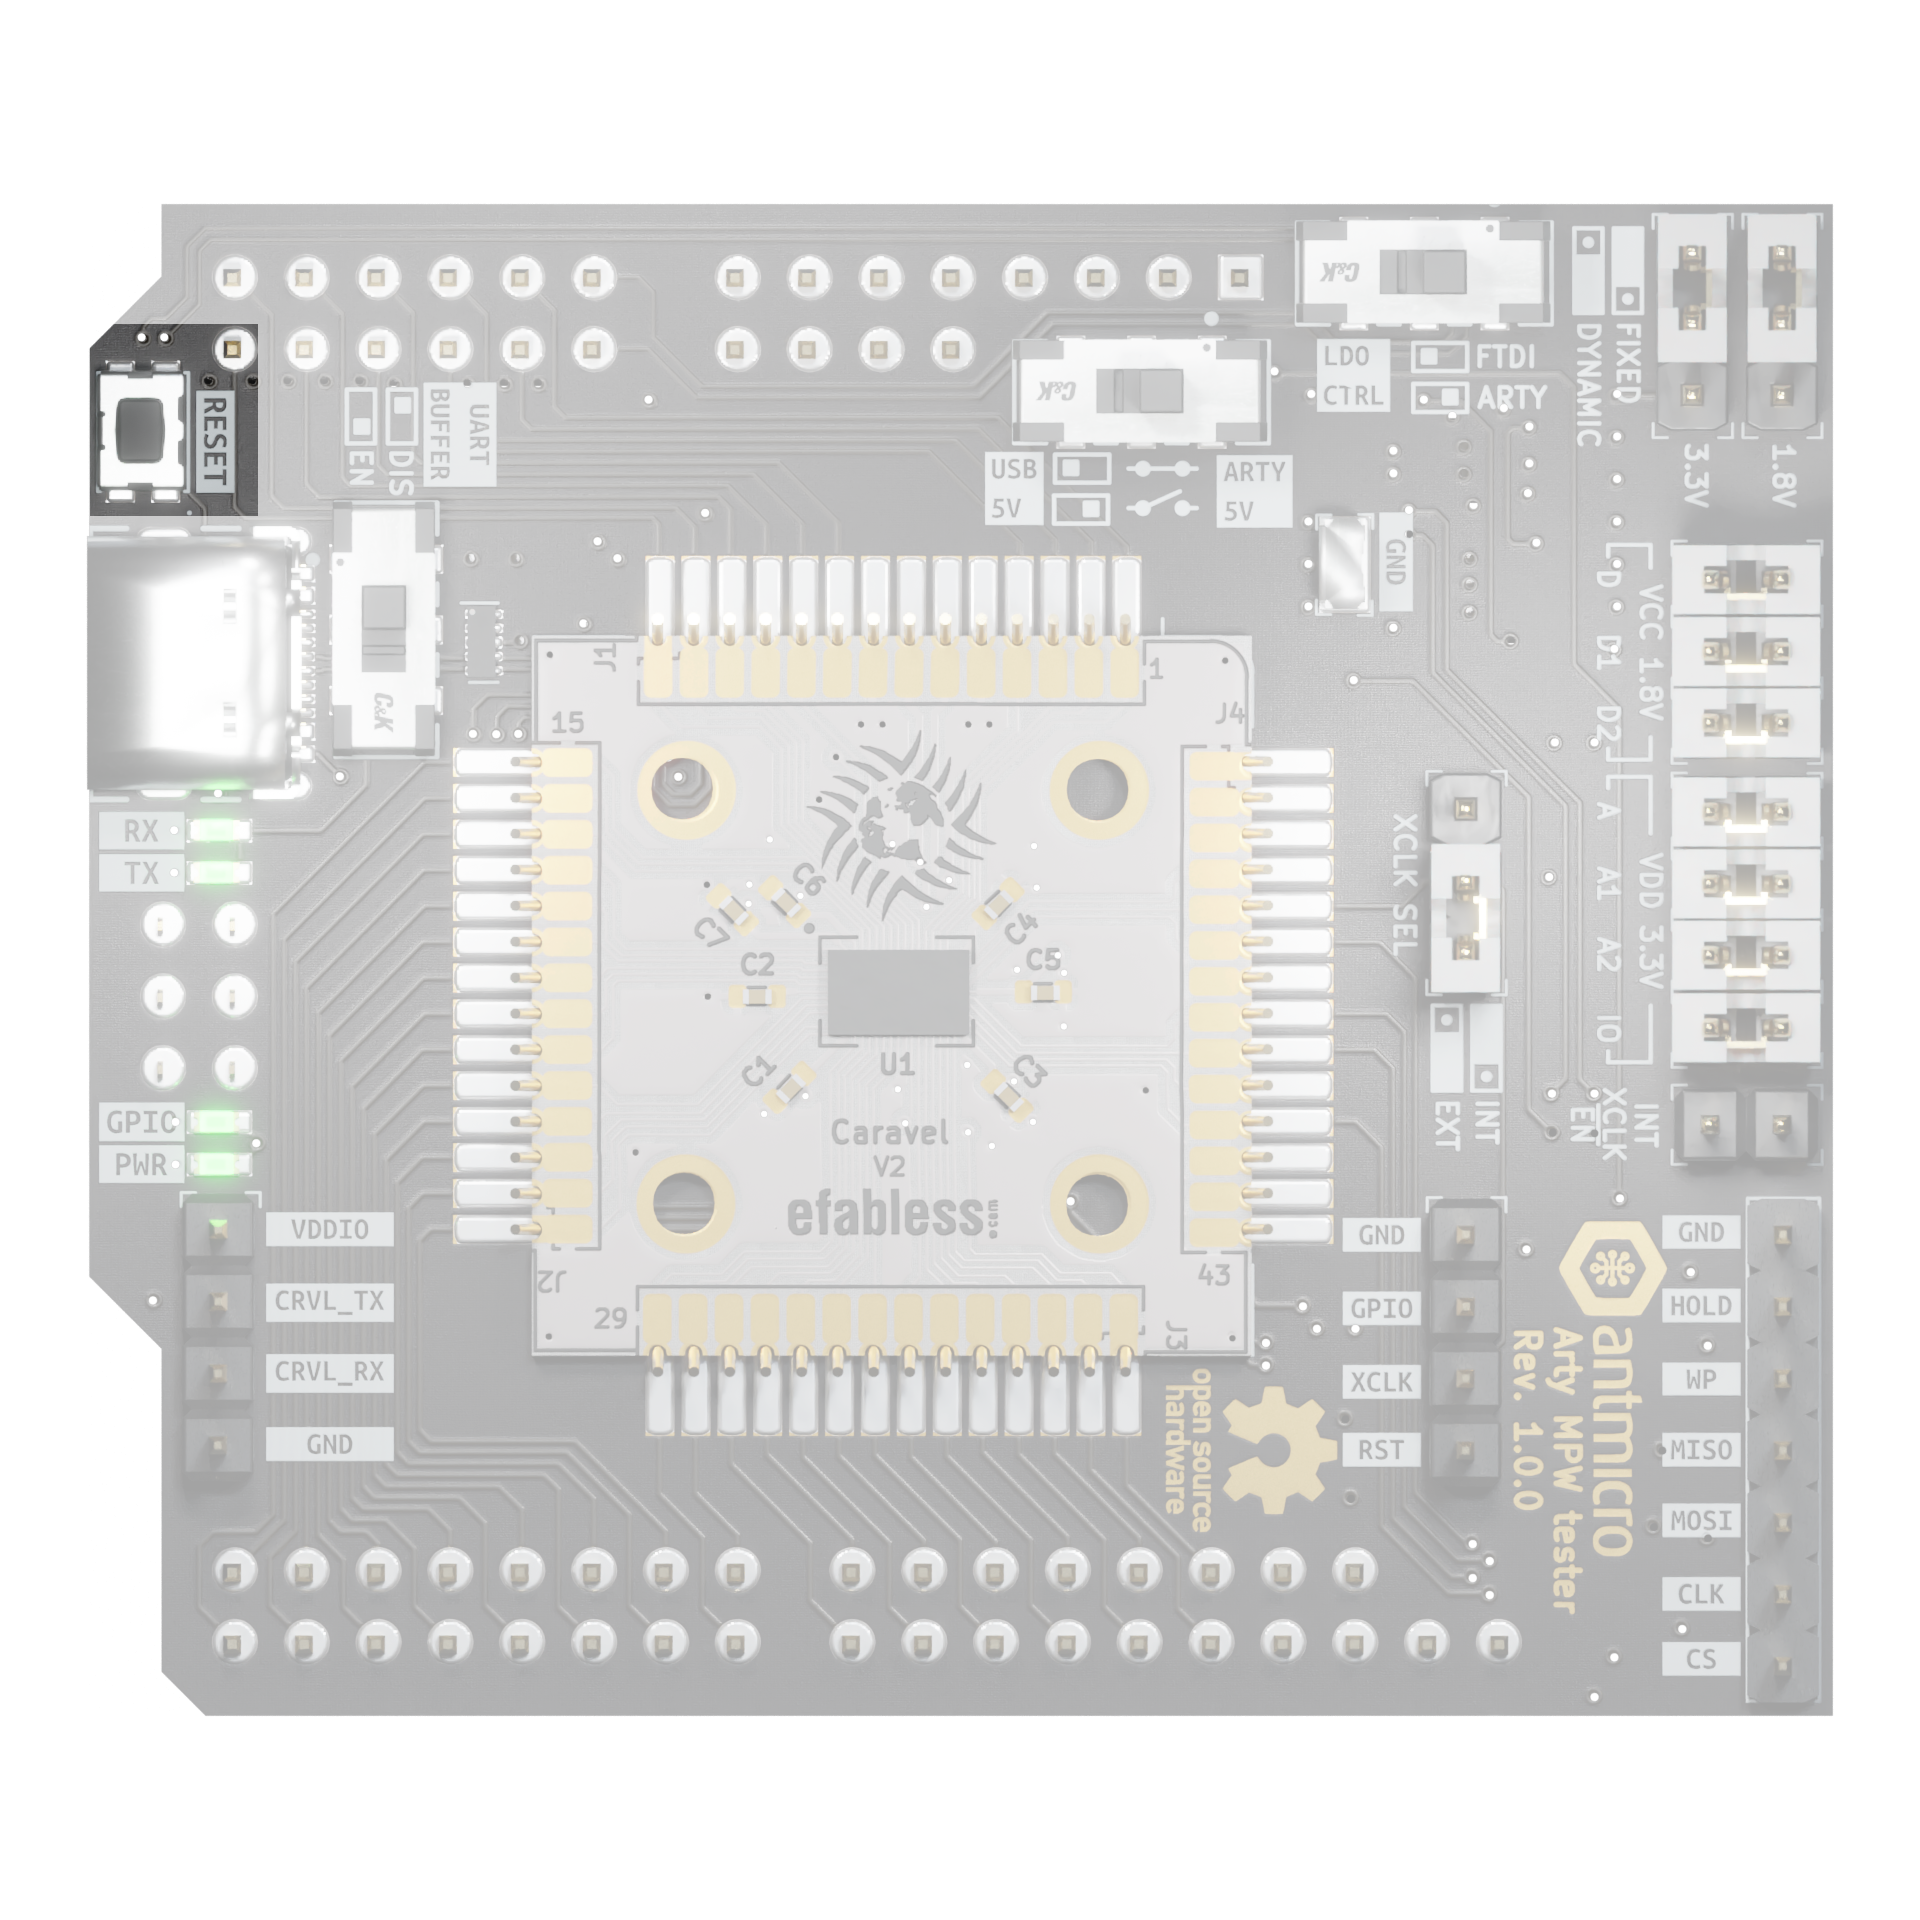 RESET
EN
DIS
UART
BUFFER
C&K
C&K
C&K
LDO
CTRL
FTDI
ARTY
DYNAMIC
FIXED
3.3V
1.8V
USB
5V
ARTY
5V
GND
J1
1
15
J4
D
D1
D2
VCC 1.8V
A
A1
A2
IO
VDD 3.3V
XCLK SEL
EXT
INT
INT
XCLK
EN
RX
TX
GPIO
PWR
C7
C6
C4
C2
C5
C1
U1
C3
Caravel
V2
efabless.com
J2
29
J3
43
VDDIO
CRVL_TX
CRVL_RX
GND
GND
GPIO
XCLK
RST
open source
hardware
antmicro
Arty MPW tester
Rev. 1.0.0
GND
HOLD
WP
MISO
MOSI
CLK
CS